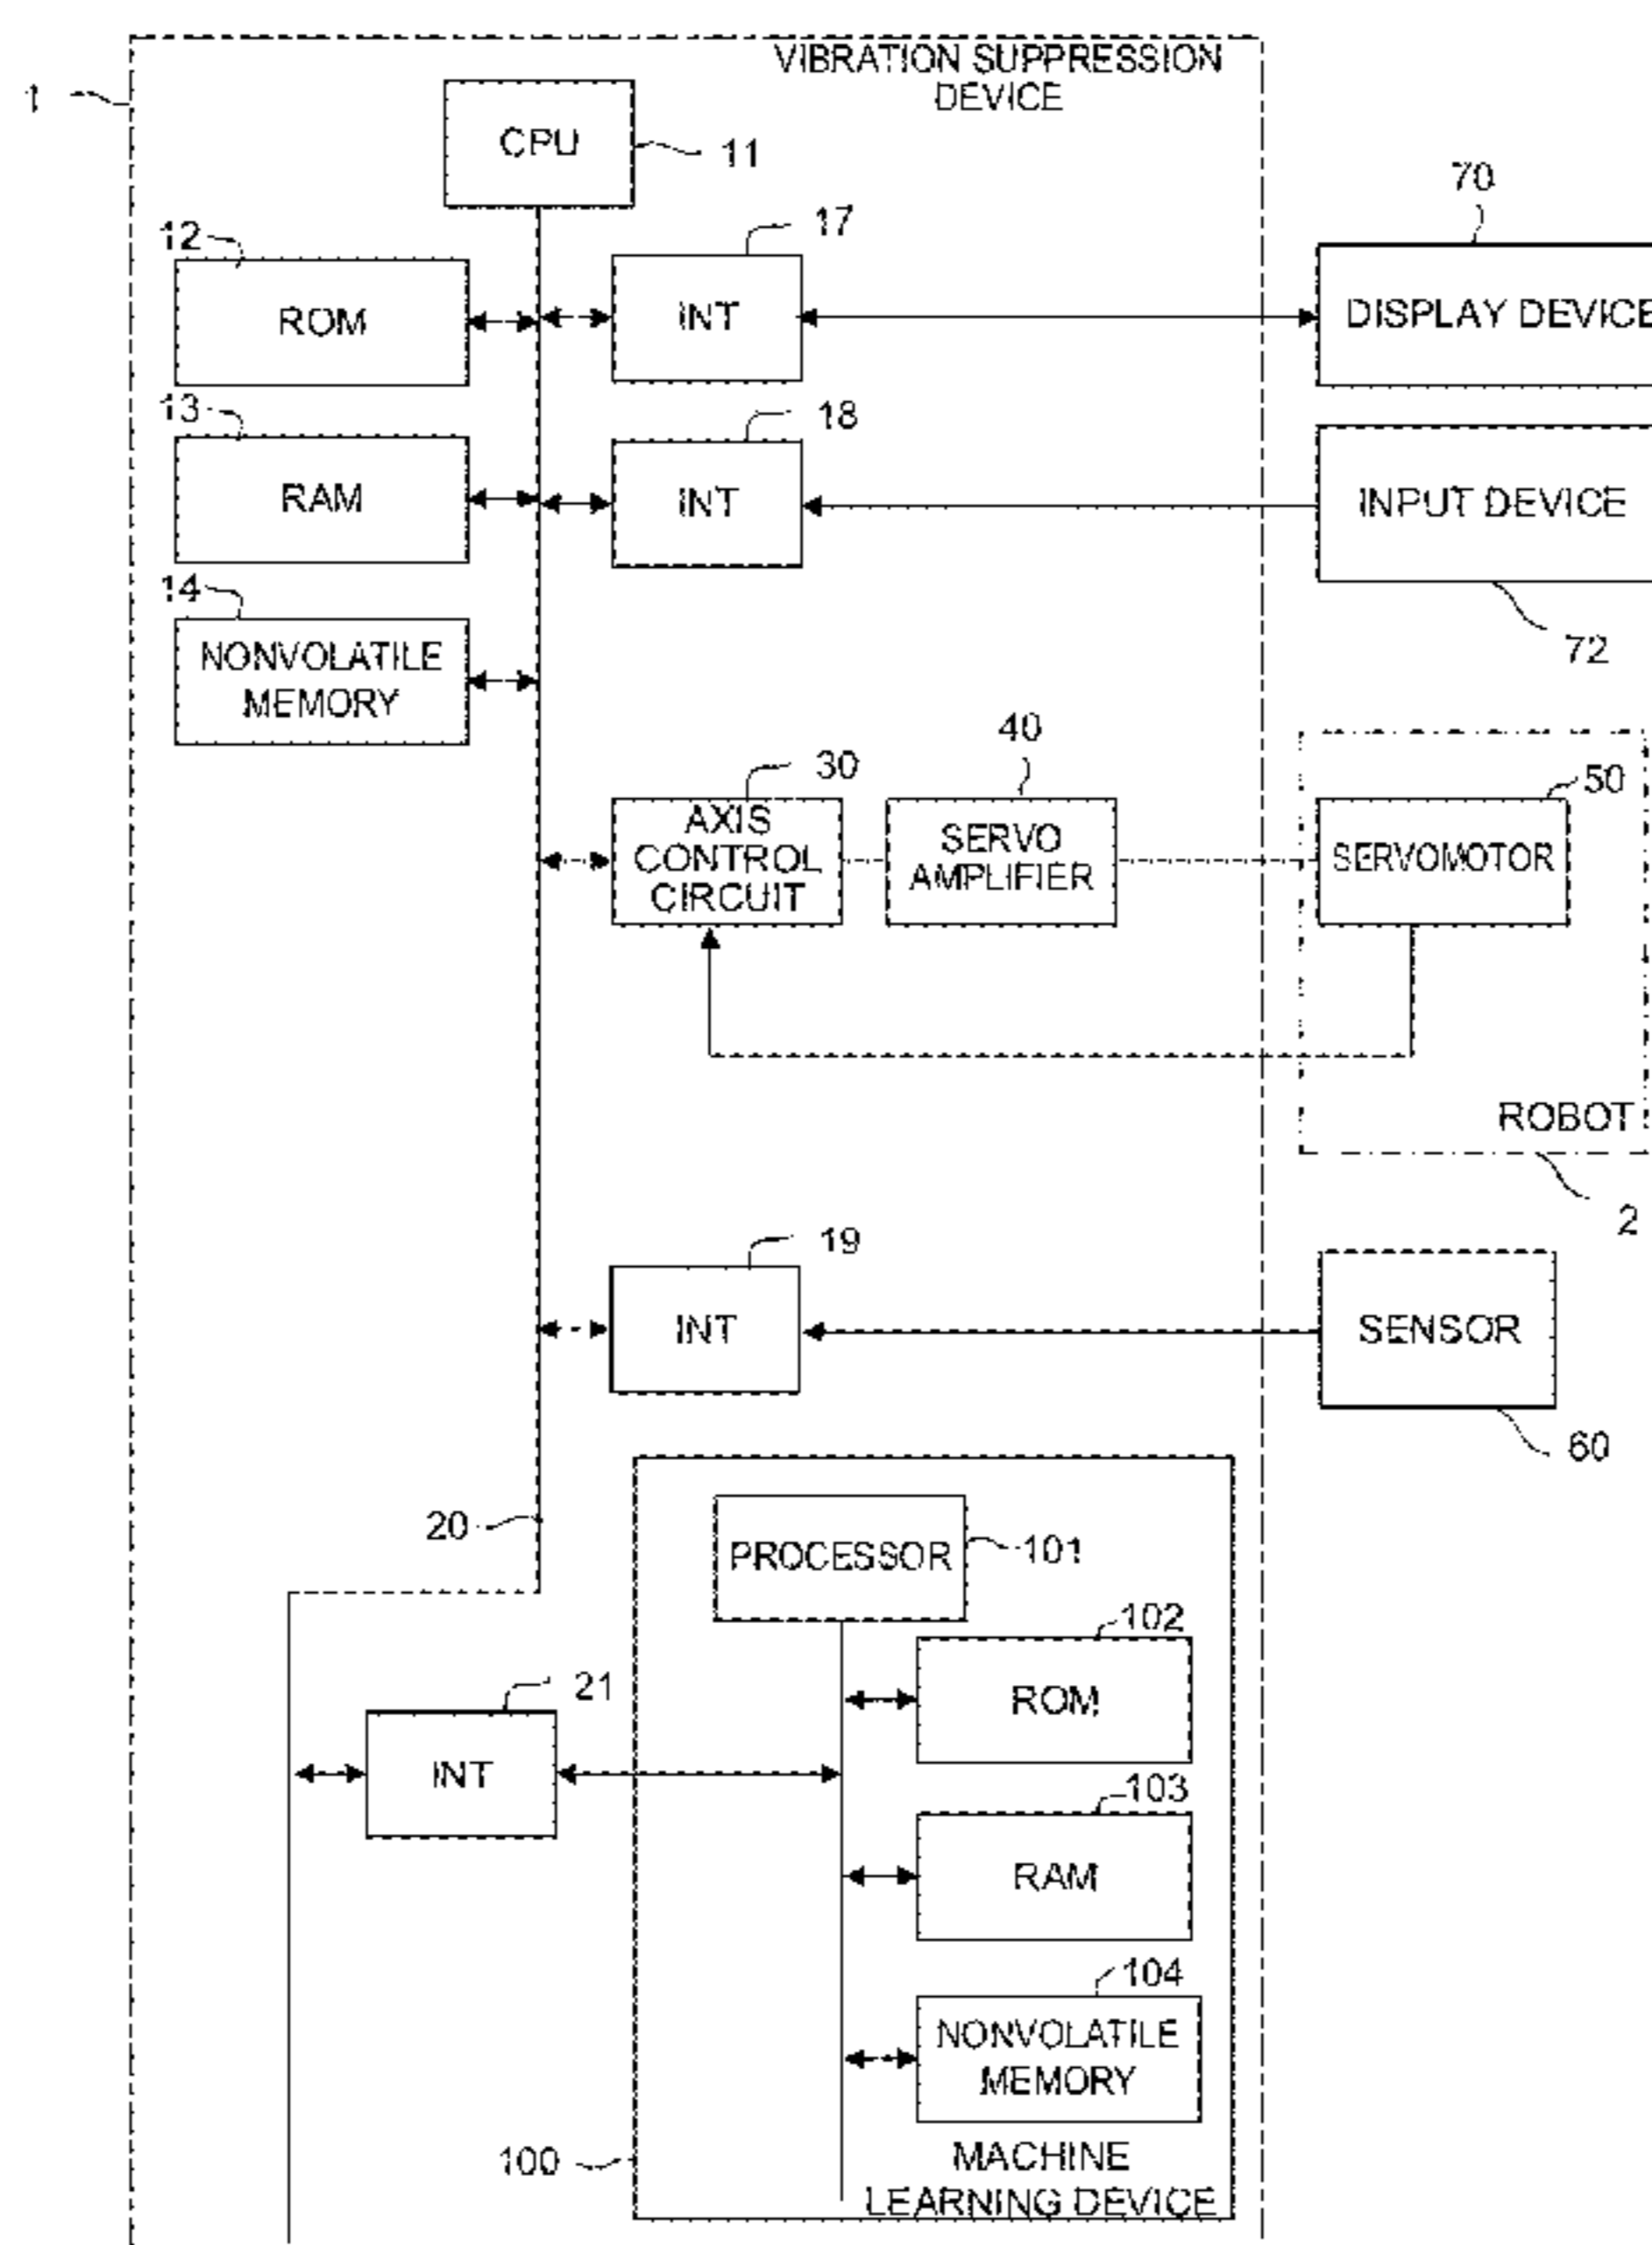 VIBRATION SUPPRESSION
DEVICE
1
CPU
11
70
12
17
ROM
INT
DISPLAY DEVICE
13
18
RAM
INT
INPUT DEVICE
14
72
NONVOLATILE
MEMORY
40
30
50
AXIS
CONTROL
CIRCUIT
SERVO
AMPLIFIER
SERVOMOTOR
ROBOT
2
19
INT
SENSOR
60
20
PROCESSOR
101
102
21
ROM
INT
103
RAM
104
NONVOLATILE
MEMORY
100
MACHINE
LEARNING DEVICE